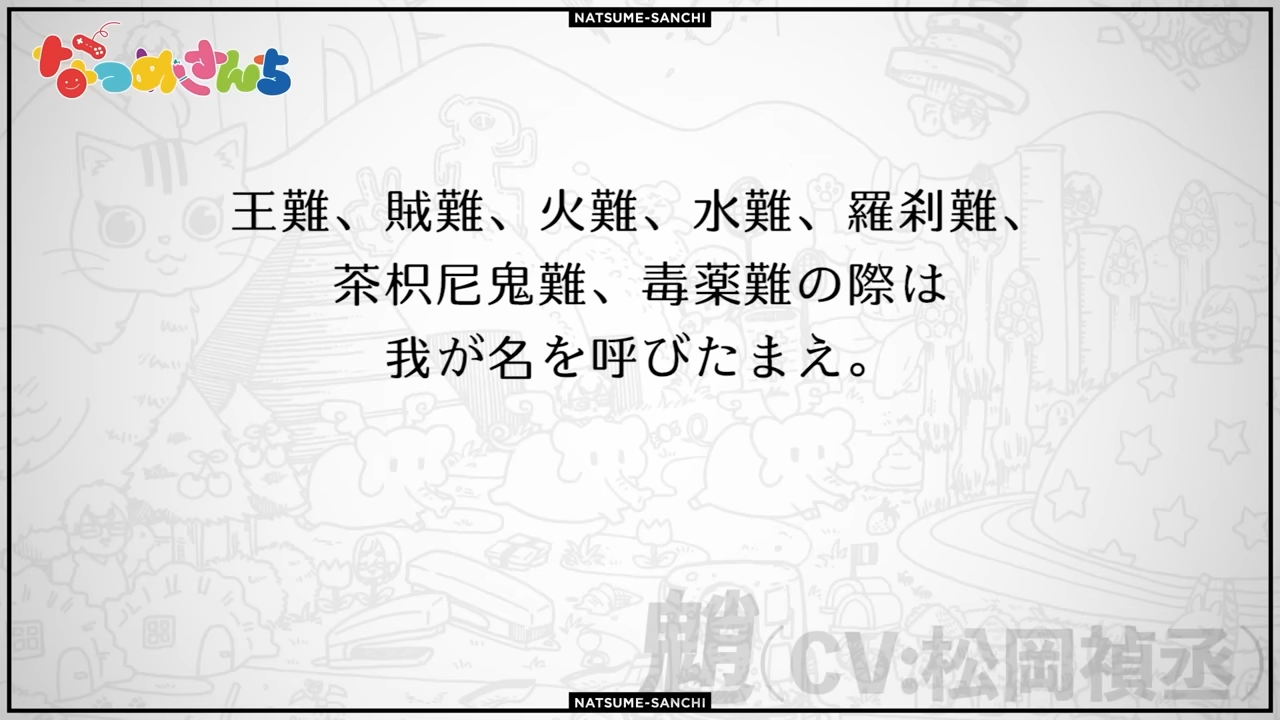 NATSUME-SANCHI
なつめさんち
王難、賊難、火難、水難、羅刹難、
荼枳尼鬼難、毒薬難の際は
我が名を呼びたまえ。
魈(CV:松岡禎丞)
NATSUME-SANCHI